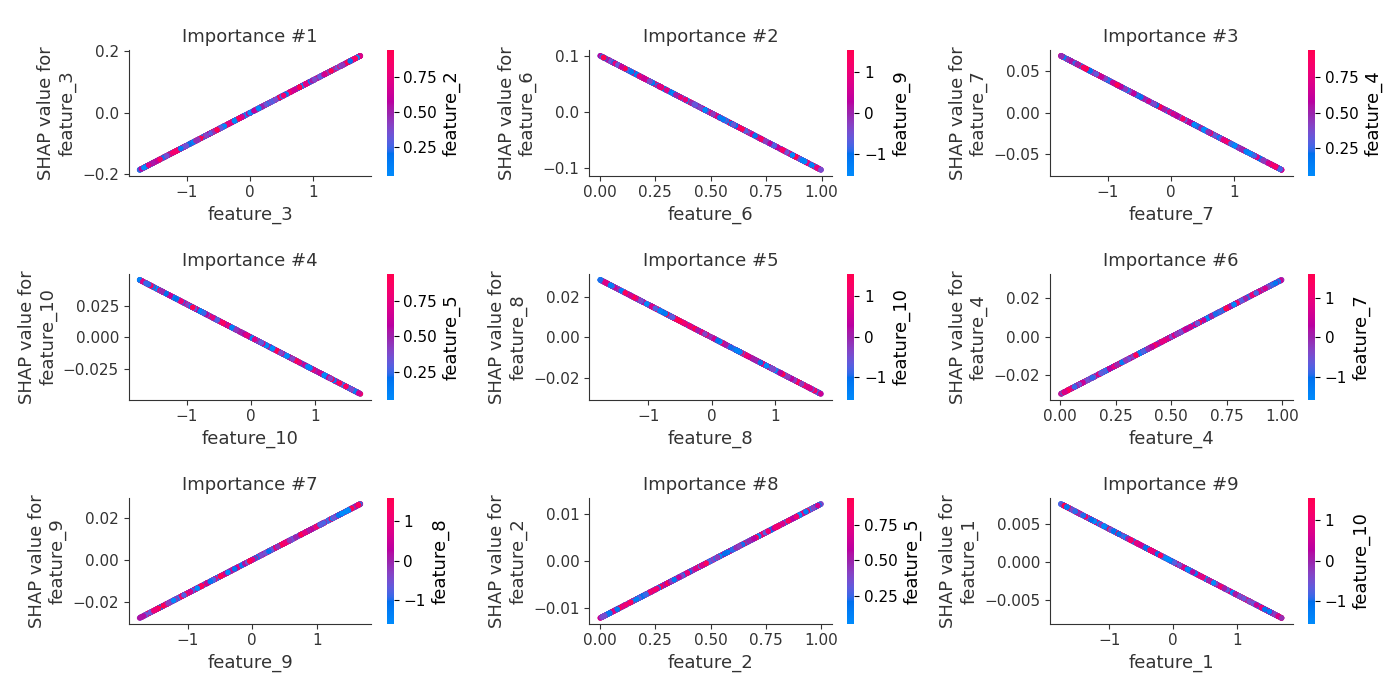 Importance #1
SHAP value for
feature_3
0.2
0.0
−0.2
−1
0
1
feature_3
0.75
0.50
0.25
feature_2
Importance #2
SHAP value for
feature_6
0.1
0.0
−0.1
0.00
0.25
0.50
0.75
1.00
feature_6
1
0
−1
feature_9
Importance #3
SHAP value for
feature_7
0.05
0.00
−0.05
−1
0
1
feature_7
0.75
0.50
0.25
feature_4
Importance #4
SHAP value for
feature_10
0.025
0.000
−0.025
−1
0
1
feature_10
0.75
0.50
0.25
feature_5
Importance #5
SHAP value for
feature_8
0.02
0.00
−0.02
−1
0
1
feature_8
1
0
−1
feature_10
Importance #6
SHAP value for
feature_4
0.02
0.00
−0.02
0.00
0.25
0.50
0.75
1.00
feature_4
1
0
−1
feature_7
Importance #7
SHAP value for
feature_9
0.02
0.00
−0.02
−1
0
1
feature_9
1
0
−1
feature_8
Importance #8
SHAP value for
feature_2
0.01
0.00
−0.01
0.00
0.25
0.50
0.75
1.00
feature_2
0.75
0.50
0.25
feature_5
Importance #9
SHAP value for
feature_1
0.005
0.000
−0.005
−1
0
1
feature_1
1
0
−1
feature_10